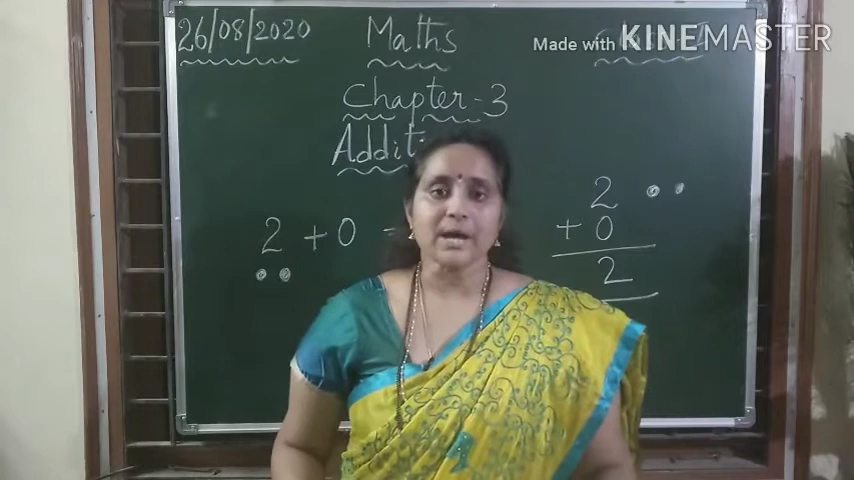 26/08/2020 Maths
Made with KINEMASTER
Chapter-3
2 + 0
2
+ 0
2